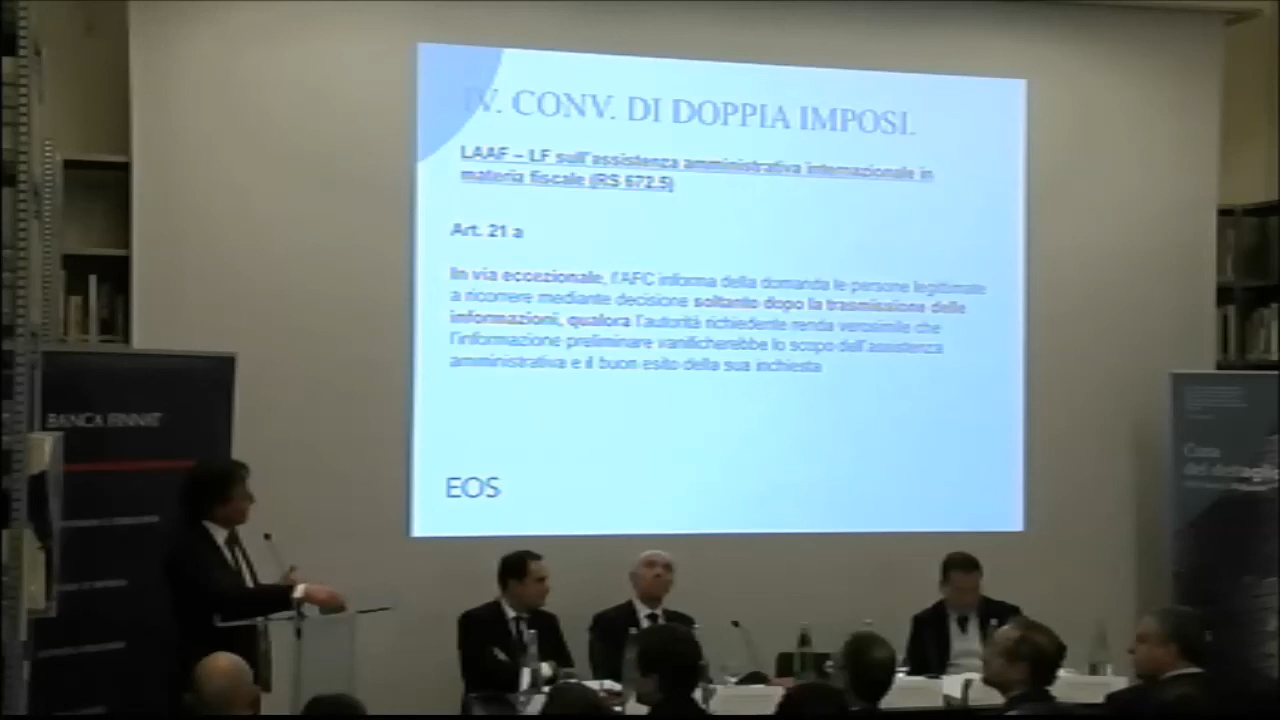 IV. CONV. DI DOPPIA IMPOSI.
LAAF – LF sull'assistenza amministrativa internazionale in
materia fiscale (RS 672.5)
Art. 21 a
In via eccezionale, l'AFC informa della domanda le persone legittimate
a ricorrere mediante decisione soltanto dopo la trasmissione delle
informazioni, qualora l'autorità richiedente renda verosimile che
l'informazione preliminare vanificherebbe lo scopo dell'assistenza
amministrativa e il buon esito della sua inchiesta
EOS
BANCA FINNAT